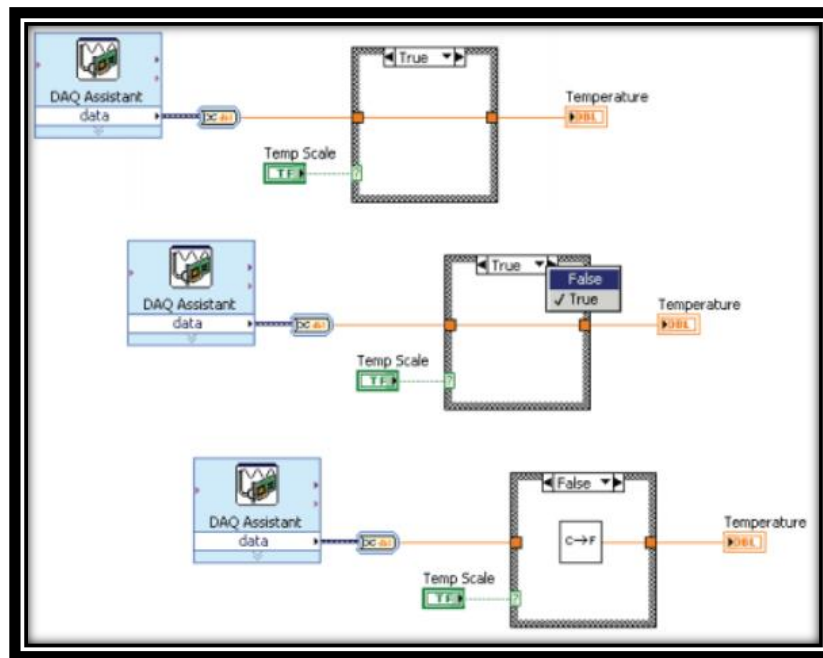 True
DAQ Assistant
data
Temperature
DBL
Temp Scale
TF
?
True
False
✓ True
DAQ Assistant
data
Temperature
DBL
Temp Scale
TF
?
False
DAQ Assistant
data
C→F
Temperature
DBL
Temp Scale
TF
?